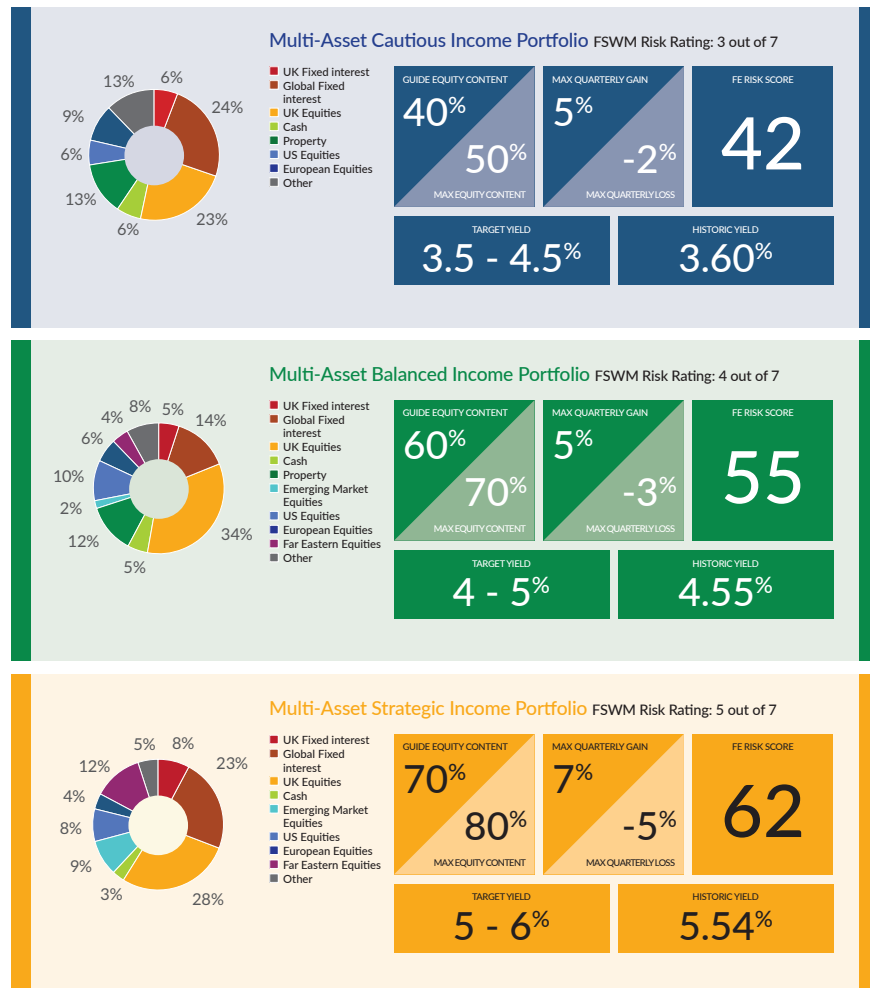 Multi-Asset Cautious Income Portfolio FSWM Risk Rating: 3 out of 7
13%
6%
24%
9%
6%
13%
6%
23%
UK Fixed interest
Global Fixed
interest
UK Equities
Cash
Property
US Equities
European Equities
Other
GUIDE EQUITY CONTENT
40%
50%
MAX EQUITY CONTENT
MAX QUARTERLY GAIN
5%
-2%
MAX QUARTERLY LOSS
FE RISK SCORE
42
TARGET YIELD
3.5 - 4.5%
HISTORIC YIELD
3.60%
Multi-Asset Balanced Income Portfolio FSWM Risk Rating: 4 out of 7
8%
5%
4%
14%
6%
10%
2%
12%
34%
5%
UK Fixed interest
Global Fixed
interest
UK Equities
Cash
Property
Emerging Market
Equities
US Equities
European Equities
Far Eastern Equities
Other
GUIDE EQUITY CONTENT
60%
70%
MAX EQUITY CONTENT
MAX QUARTERLY GAIN
5%
-3%
MAX QUARTERLY LOSS
FE RISK SCORE
55
TARGET YIELD
4 - 5%
HISTORIC YIELD
4.55%
Multi-Asset Strategic Income Portfolio FSWM Risk Rating: 5 out of 7
5%
8%
12%
23%
4%
8%
9%
3%
28%
UK Fixed interest
Global Fixed
interest
UK Equities
Cash
Emerging Market
Equities
US Equities
European Equities
Far Eastern Equities
Other
GUIDE EQUITY CONTENT
70%
80%
MAX EQUITY CONTENT
MAX QUARTERLY GAIN
7%
-5%
MAX QUARTERLY LOSS
FE RISK SCORE
62
TARGET YIELD
5 - 6%
HISTORIC YIELD
5.54%